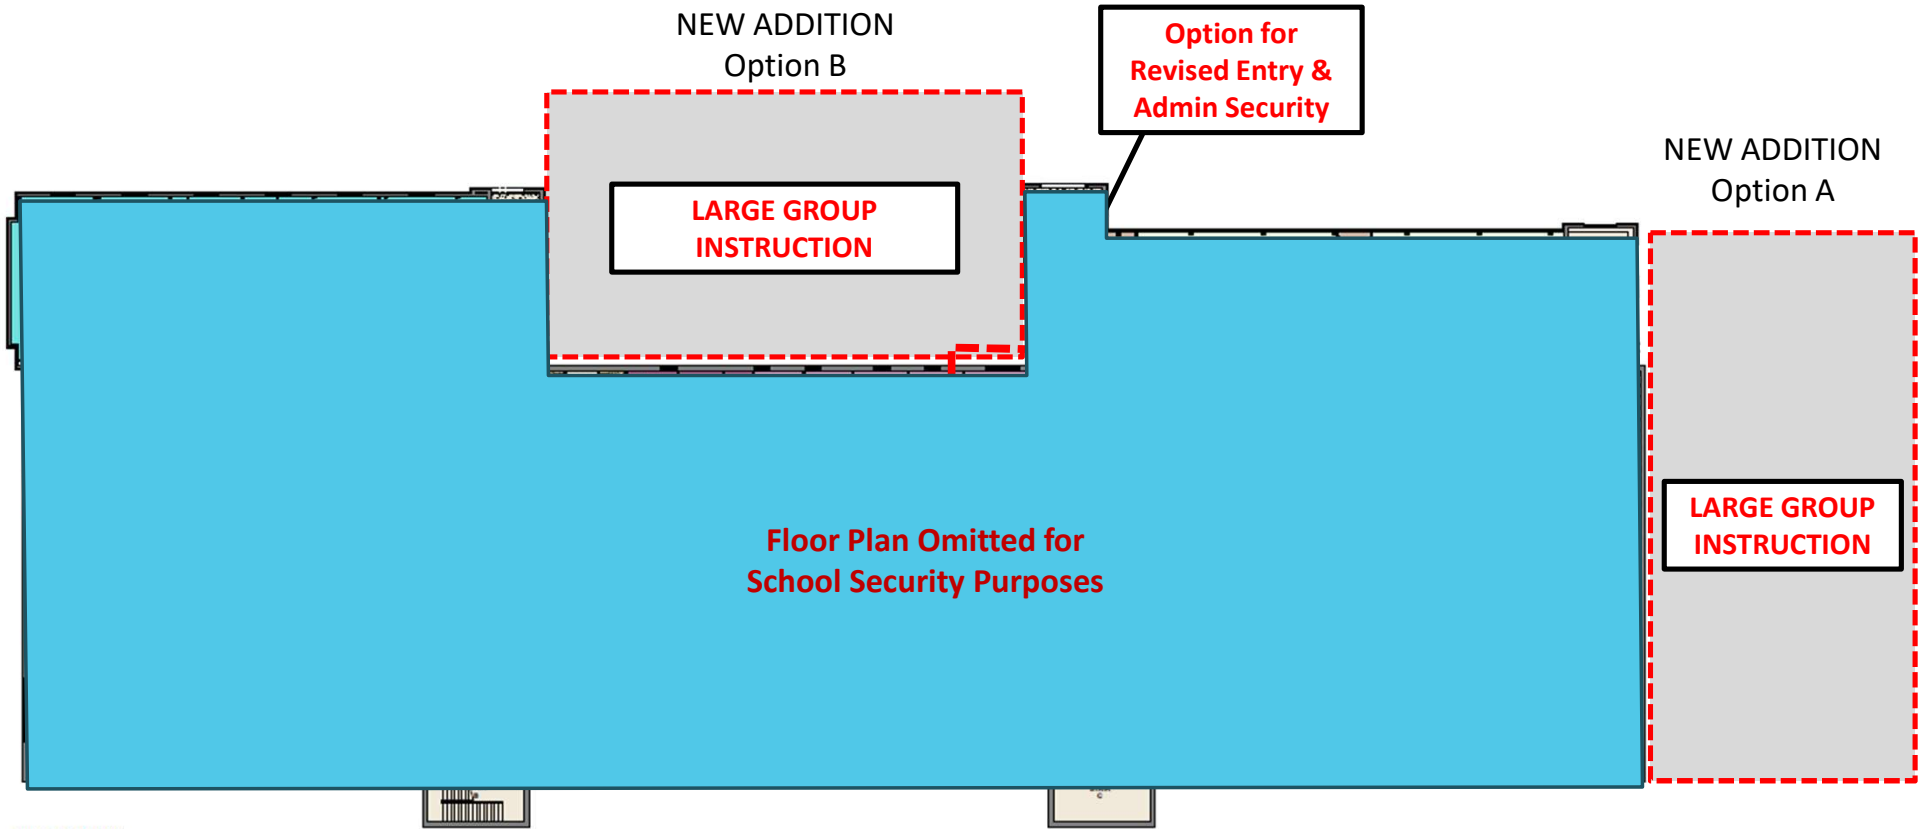 NEW ADDITION
Option B
Option for
Revised Entry &
Admin Security
NEW ADDITION
Option A
LARGE GROUP
INSTRUCTION
LARGE GROUP
INSTRUCTION
Floor Plan Omitted for
School Security Purposes
C